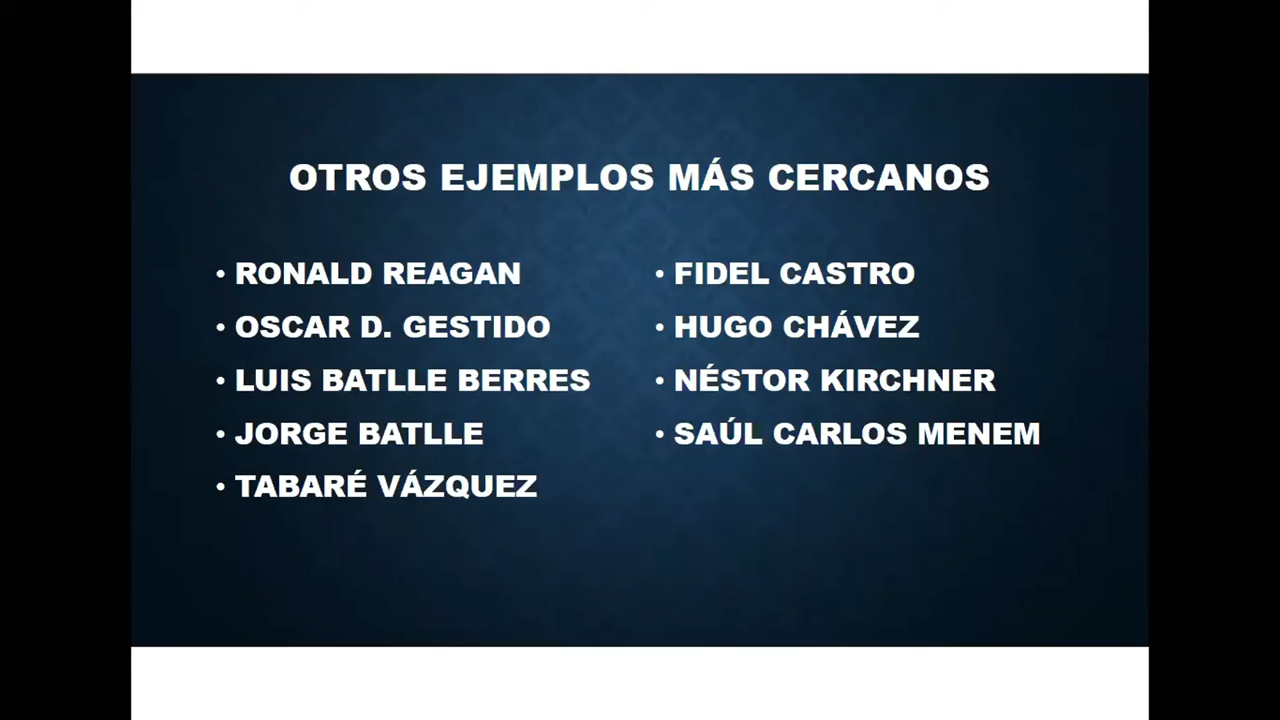 OTROS EJEMPLOS MÁS CERCANOS
• RONALD REAGAN
• OSCAR D. GESTIDO
• LUIS BATLLE BERRES
• JORGE BATLLE
• TABARÉ VÁZQUEZ
• FIDEL CASTRO
• HUGO CHÁVEZ
• NÉSTOR KIRCHNER
• SAÚL CARLOS MENEM